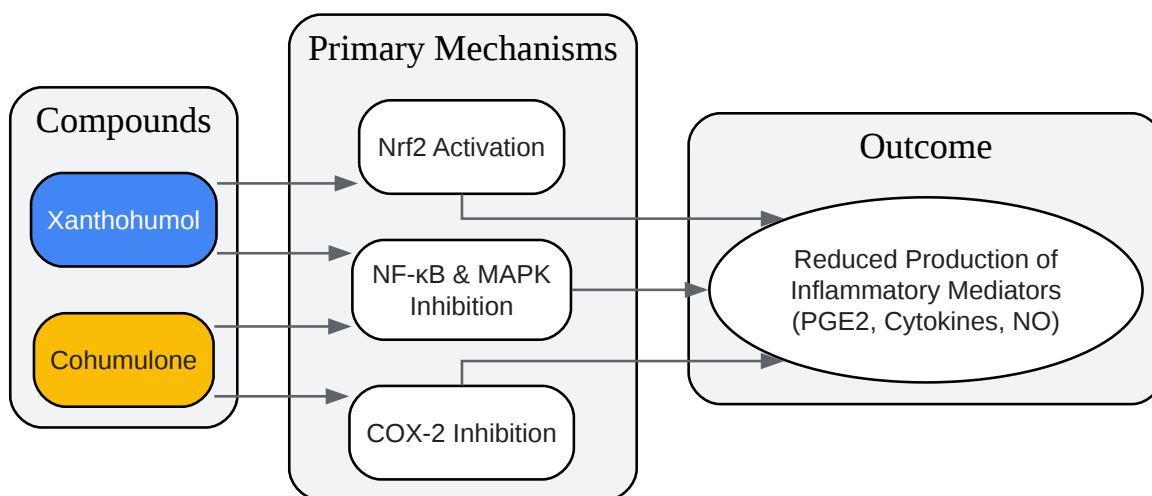 Compounds
Xanthohumol
Cohumulone
Primary Mechanisms
Nrf2 Activation
NF-κB & MAPK
Inhibition
COX-2 Inhibition
Outcome
Reduced Production of
Inflammatory Mediators
(PGE2, Cytokines, NO)